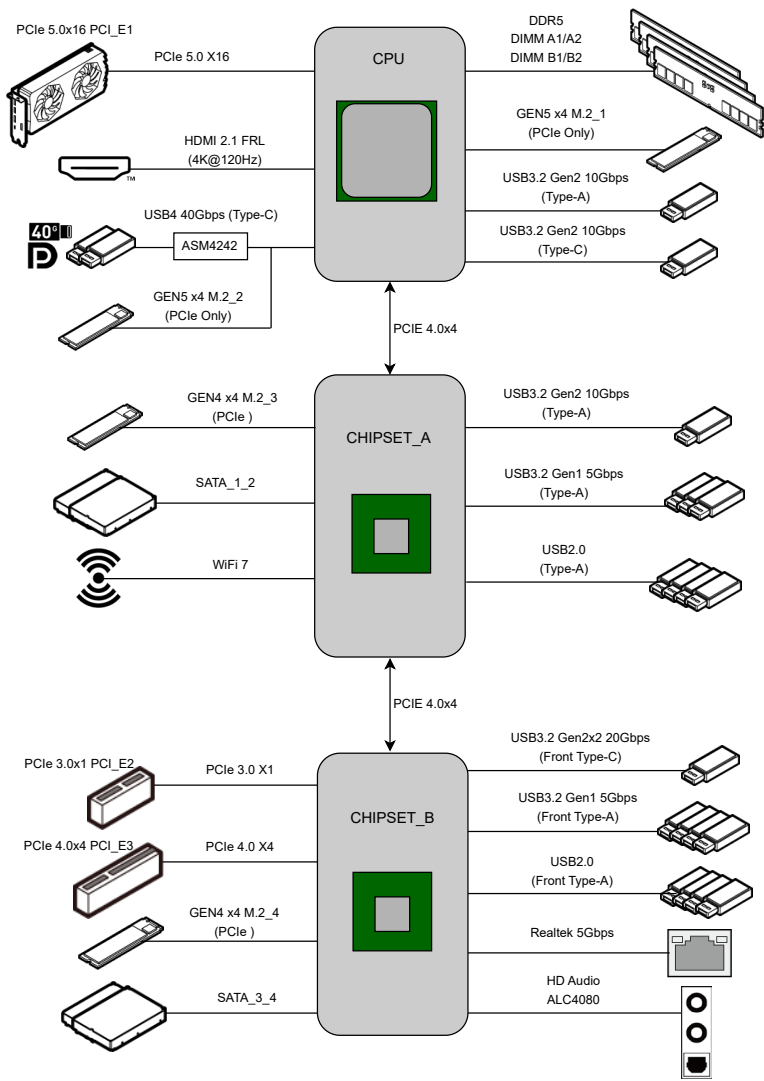 PCIe 5.0x16 PCI_E1
PCIe 5.0 X16
CPU
DDR5
DIMM A1/A2
DIMM B1/B2
HDMI 2.1 FRL
(4K@120Hz)
TM
GEN5 x4 M.2_1
(PCIe Only)
USB3.2 Gen2 10Gbps
(Type-A)
USB4 40Gbps (Type-C)
40G
ASM4242
USB3.2 Gen2 10Gbps
(Type-C)
GEN5 x4 M.2_2
(PCIe Only)
PCIE 4.0x4
GEN4 x4 M.2_3
(PCIe )
CHIPSET_A
USB3.2 Gen2 10Gbps
(Type-A)
SATA_1_2
USB3.2 Gen1 5Gbps
(Type-A)
WiFi 7
USB2.0
(Type-A)
PCIE 4.0x4
PCIe 3.0x1 PCI_E2
PCIe 3.0 X1
USB3.2 Gen2x2 20Gbps
(Front Type-C)
CHIPSET_B
USB3.2 Gen1 5Gbps
(Front Type-A)
PCIe 4.0x4 PCI_E3
PCIe 4.0 X4
USB2.0
(Front Type-A)
GEN4 x4 M.2_4
(PCIe )
Realtek 5Gbps
SATA_3_4
HD Audio
ALC4080